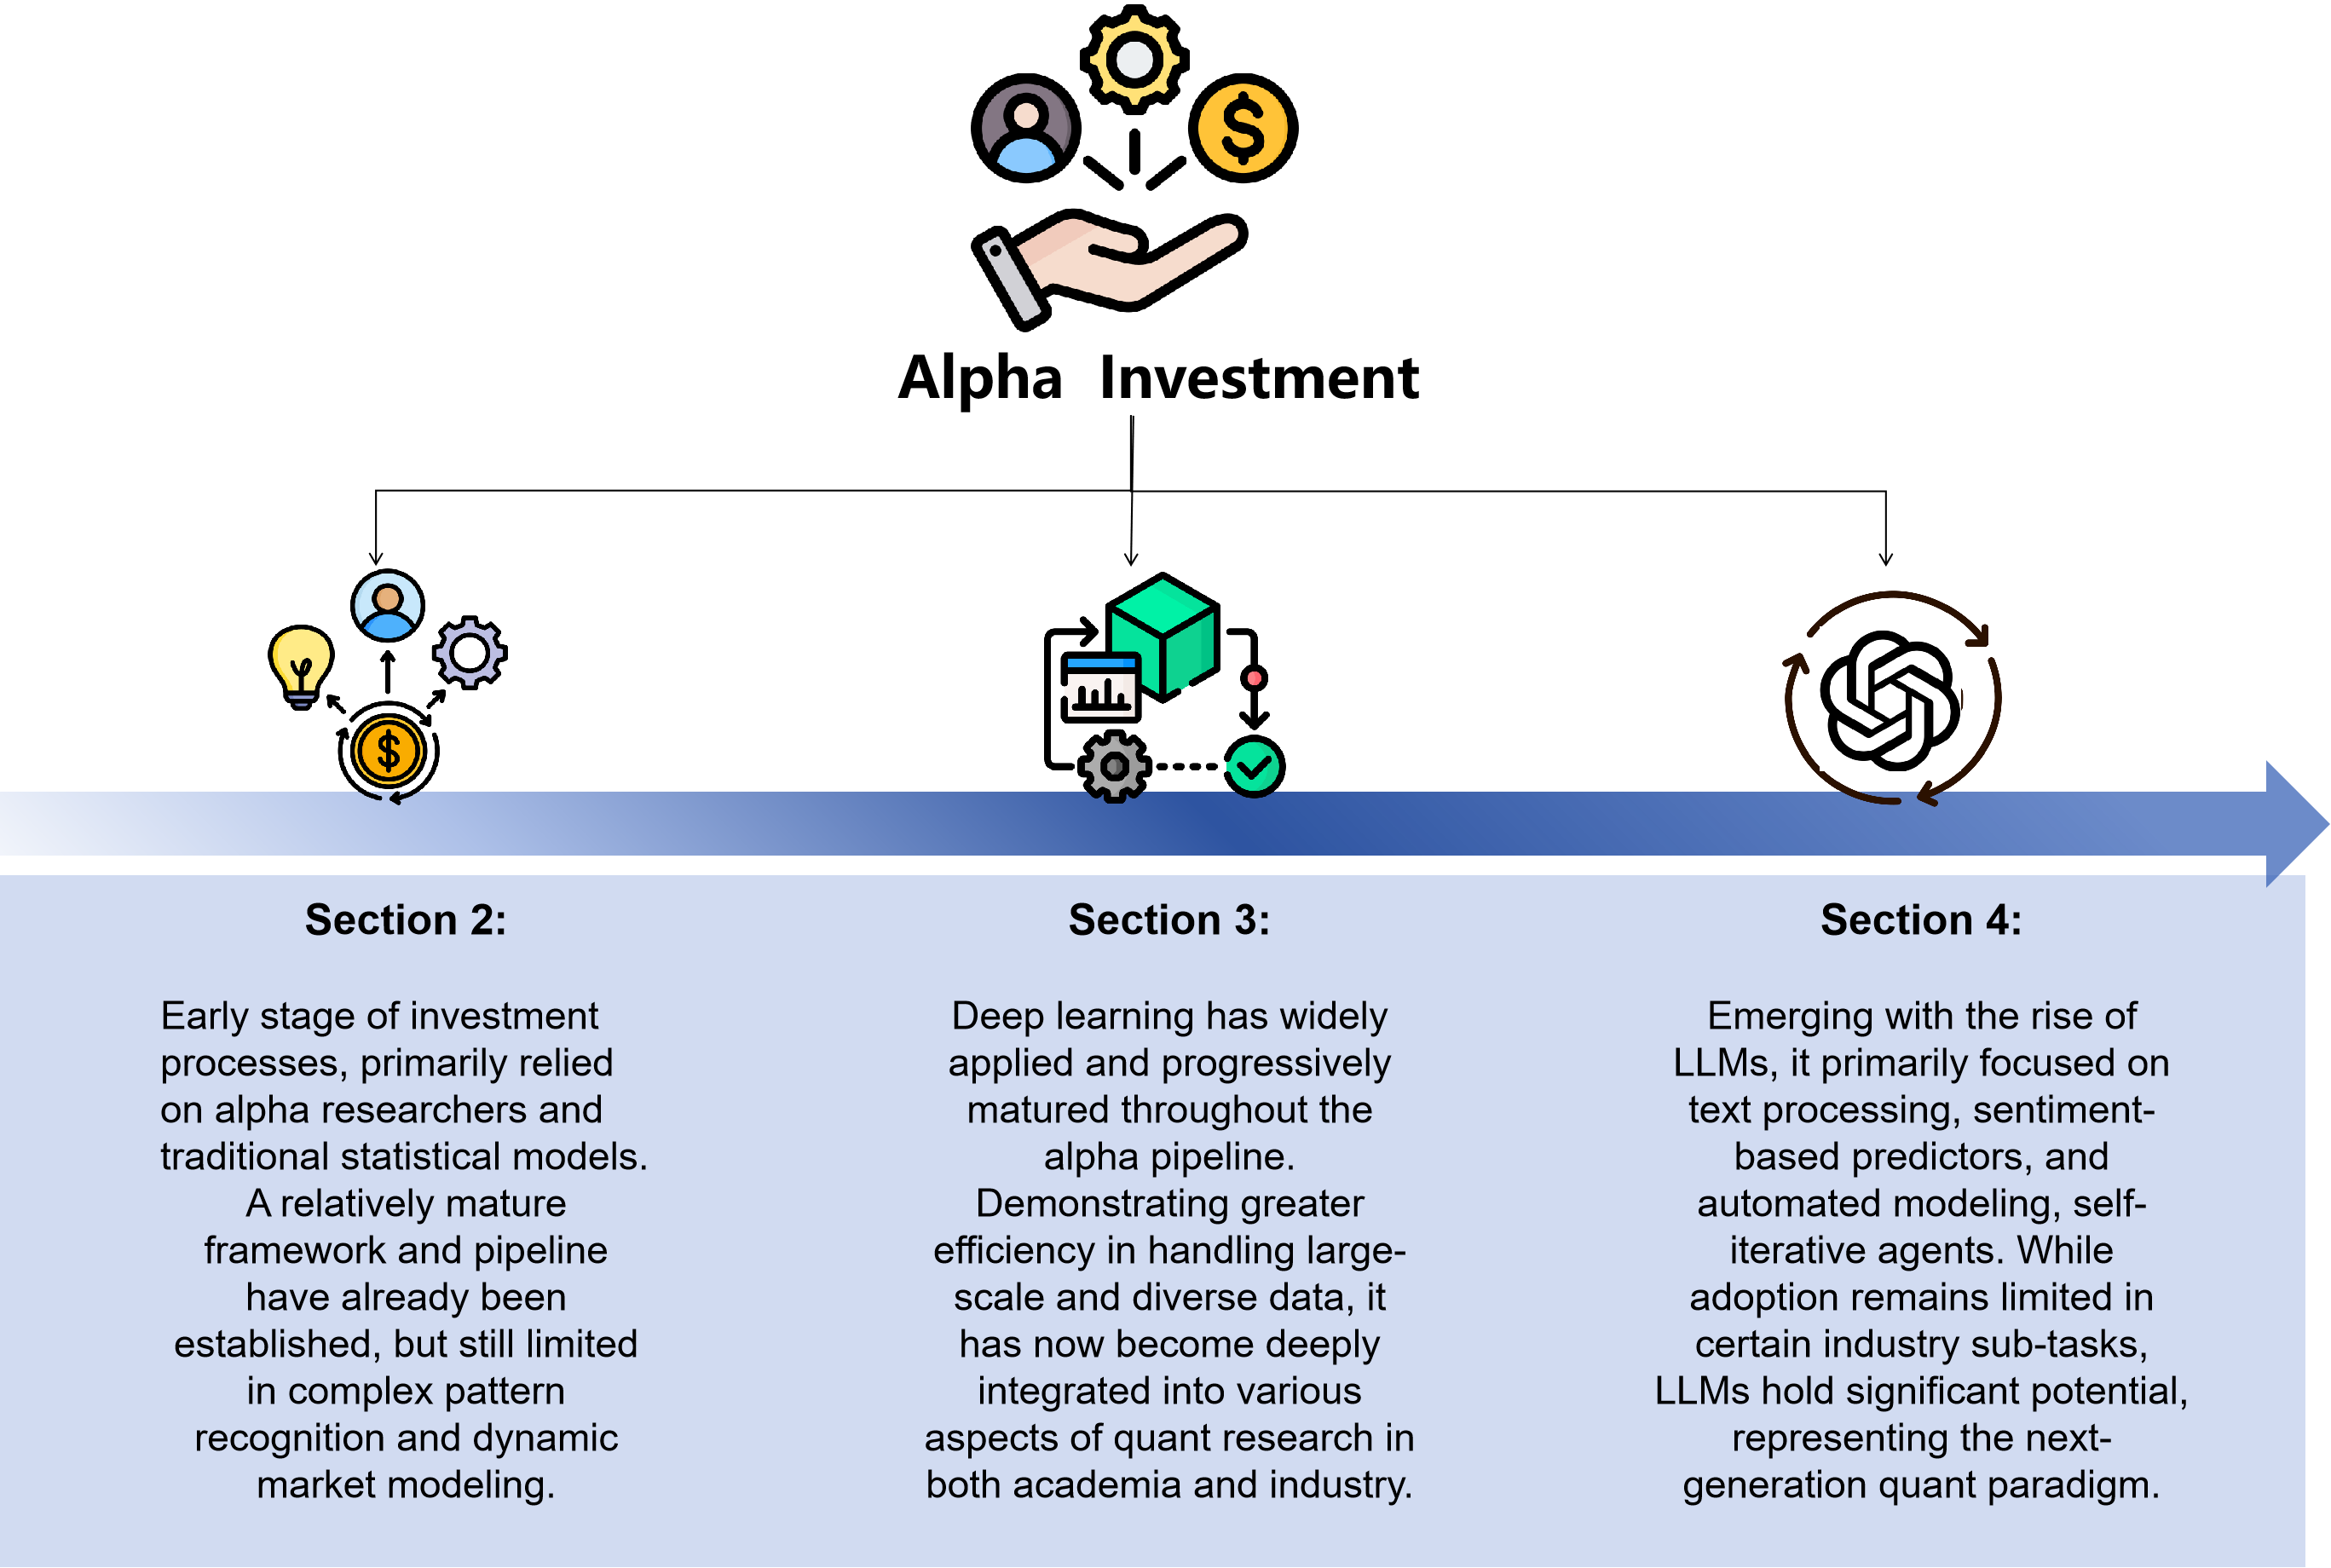 Alpha Investment
Section 2:
Early stage of investment
processes, primarily relied
on alpha researchers and
traditional statistical models.
A relatively mature
framework and pipeline
have already been
established, but still limited
in complex pattern
recognition and dynamic
market modeling.
Section 3:
Deep learning has widely
applied and progressively
matured throughout the
alpha pipeline.
Demonstrating greater
efficiency in handling large-
scale and diverse data, it
has now become deeply
integrated into various
aspects of quant research in
both academia and industry.
Section 4:
Emerging with the rise of
LLMs, it primarily focused on
text processing, sentiment-
based predictors, and
automated modeling, self-
iterative agents. While
adoption remains limited in
certain industry sub-tasks,
LLMs hold significant potential,
representing the next-
generation quant paradigm.